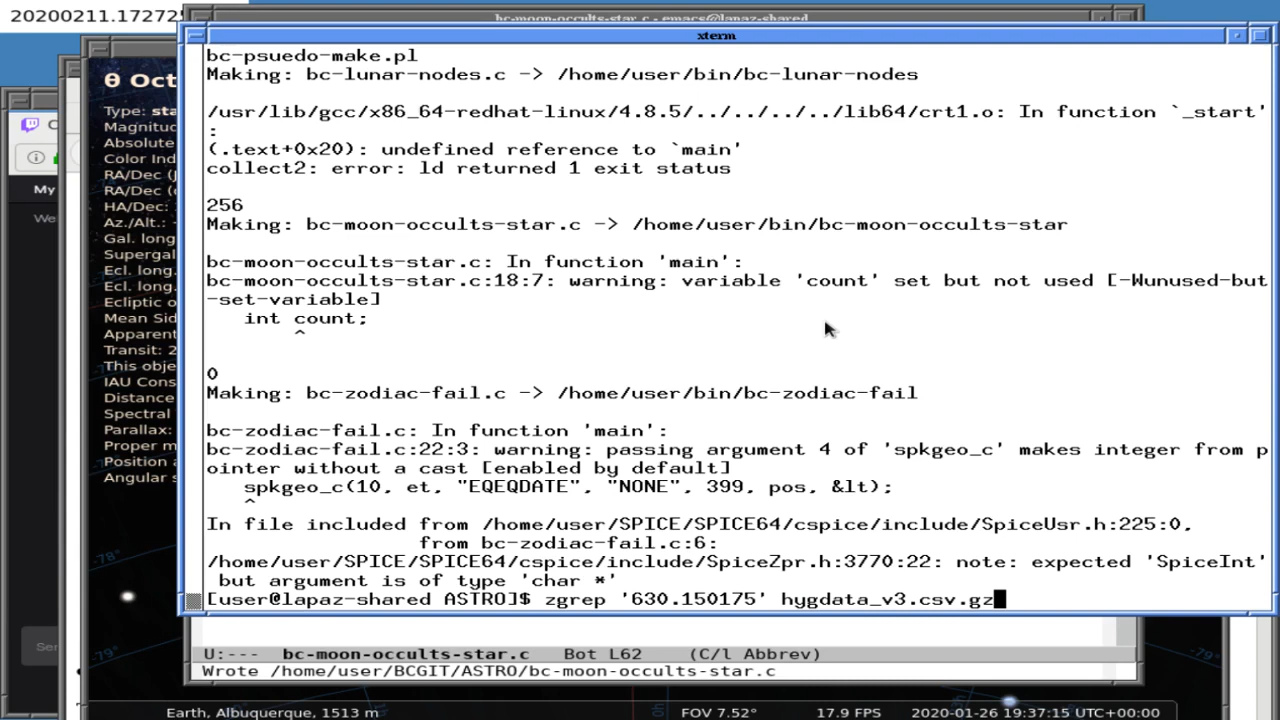 20200211.17272
bc-moon-occults-star.c - emacs@lapaz-shared
xterm
θ Oct
Type: sta
Magnitud
Absolute
Color Ind
RA/Dec (J
RA/Dec (o
HA/Dec:
Az./Alt.:
Gal. long
Supergal
Ecl. long.
Ecl. long.
Ecliptic o
Mean Sid
Apparent
Transit: 2
This obje
IAU Cons
Distance
Spectral
Parallax:
Proper m
Position a
Angular s
My
We
Ser
-78°
-79°
bc-psuedo-make.pl
Making: bc-lunar-nodes.c -> /home/user/bin/bc-lunar-nodes
/usr/lib/gcc/x86_64-redhat-linux/4.8.5/../../../../lib64/crt1.o: In function `_start'
:
(.text+0x20): undefined reference to `main'
collect2: error: ld returned 1 exit status
256
Making: bc-moon-occults-star.c -> /home/user/bin/bc-moon-occults-star
bc-moon-occults-star.c: In function 'main':
bc-moon-occults-star.c:18:7: warning: variable 'count' set but not used [-Wunused-but
-set-variable]
int count;
^
0
Making: bc-zodiac-fail.c -> /home/user/bin/bc-zodiac-fail
bc-zodiac-fail.c: In function 'main':
bc-zodiac-fail.c:22:3: warning: passing argument 4 of 'spkgeo_c' makes integer from p
ointer without a cast [enabled by default]
spkgeo_c(10, et, "EQEQDATE", "NONE", 399, pos, &lt);
^
In file included from /home/user/SPICE/SPICE64/cspice/include/SpiceUsr.h:225:0,
from bc-zodiac-fail.c:6:
/home/user/SPICE/SPICE64/cspice/include/SpiceZpr.h:3770:22: note: expected 'SpiceInt'
but argument is of type 'char *'
[user@lapaz-shared ASTRO]$ zgrep '630.150175' hygdata_v3.csv.gz
U:--- bc-moon-occults-star.c Bot L62 (C/l Abbrev)
Wrote /home/user/BCGIT/ASTRO/bc-moon-occults-star.c
-79°
Earth, Albuquerque, 1513 m FOV 7.52° 17.9 FPS 2020-01-26 19:37:15 UTC+00:00